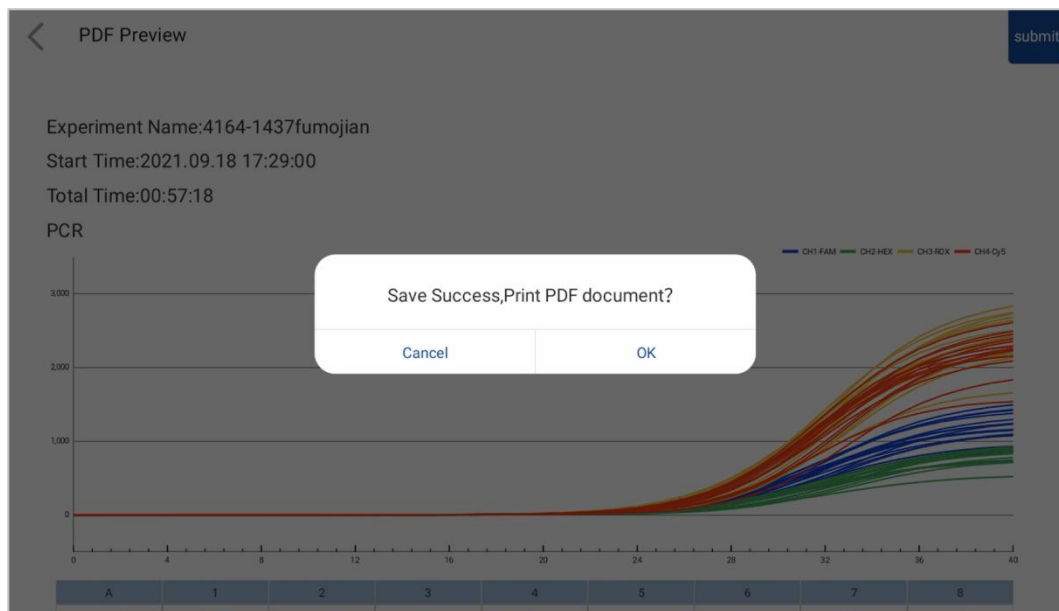 PDF Preview
submit
Experiment Name:4164-1437fumojian
Start Time:2021.09.18 17:29:00
Total Time:00:57:18
PCR
CH1-FAM CH2-HEX CH3-ROX CH4-Cy5
Save Success,Print PDF document?
Cancel OK
3,000
2,000
1,000
0
0 4 8 12 16 20 24 28 32 36 40
A 1 2 3 4 5 6 7 8